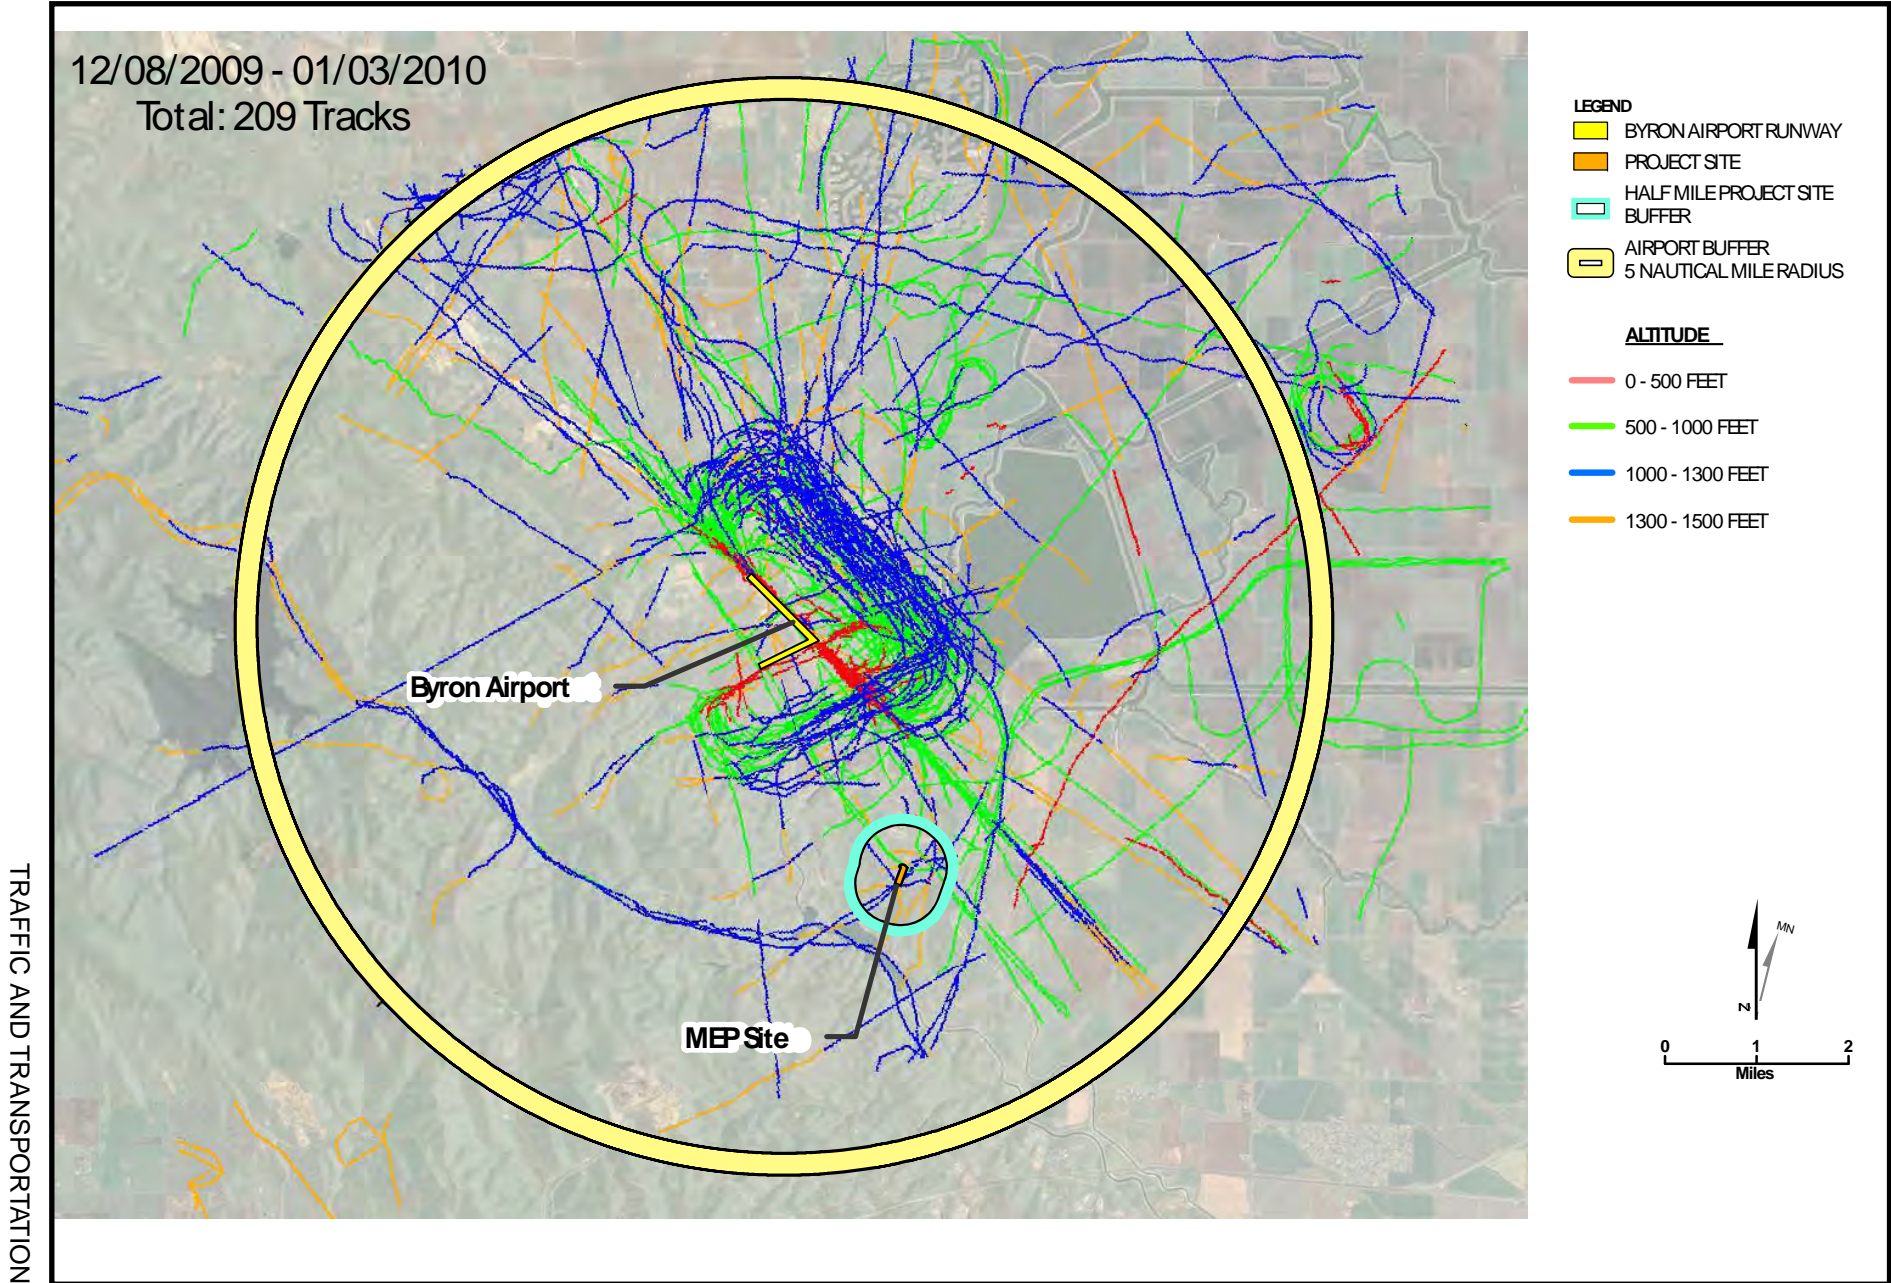 12/08/2009 - 01/03/2010
Total: 209 Tracks
LEGEND
BYRON AIRPORT RUNWAY
PROJECT SITE
HALF MILE PROJECT SITE
BUFFER
AIRPORT BUFFER
5 NAUTICAL MILE RADIUS
ALTITUDE
0 - 500 FEET
500 - 1000 FEET
1000 - 1300 FEET
1300 - 1500 FEET
Byron Airport
MEP Site
MN
N
0 1 2
Miles
TRAFFIC AND TRANSPORTATION